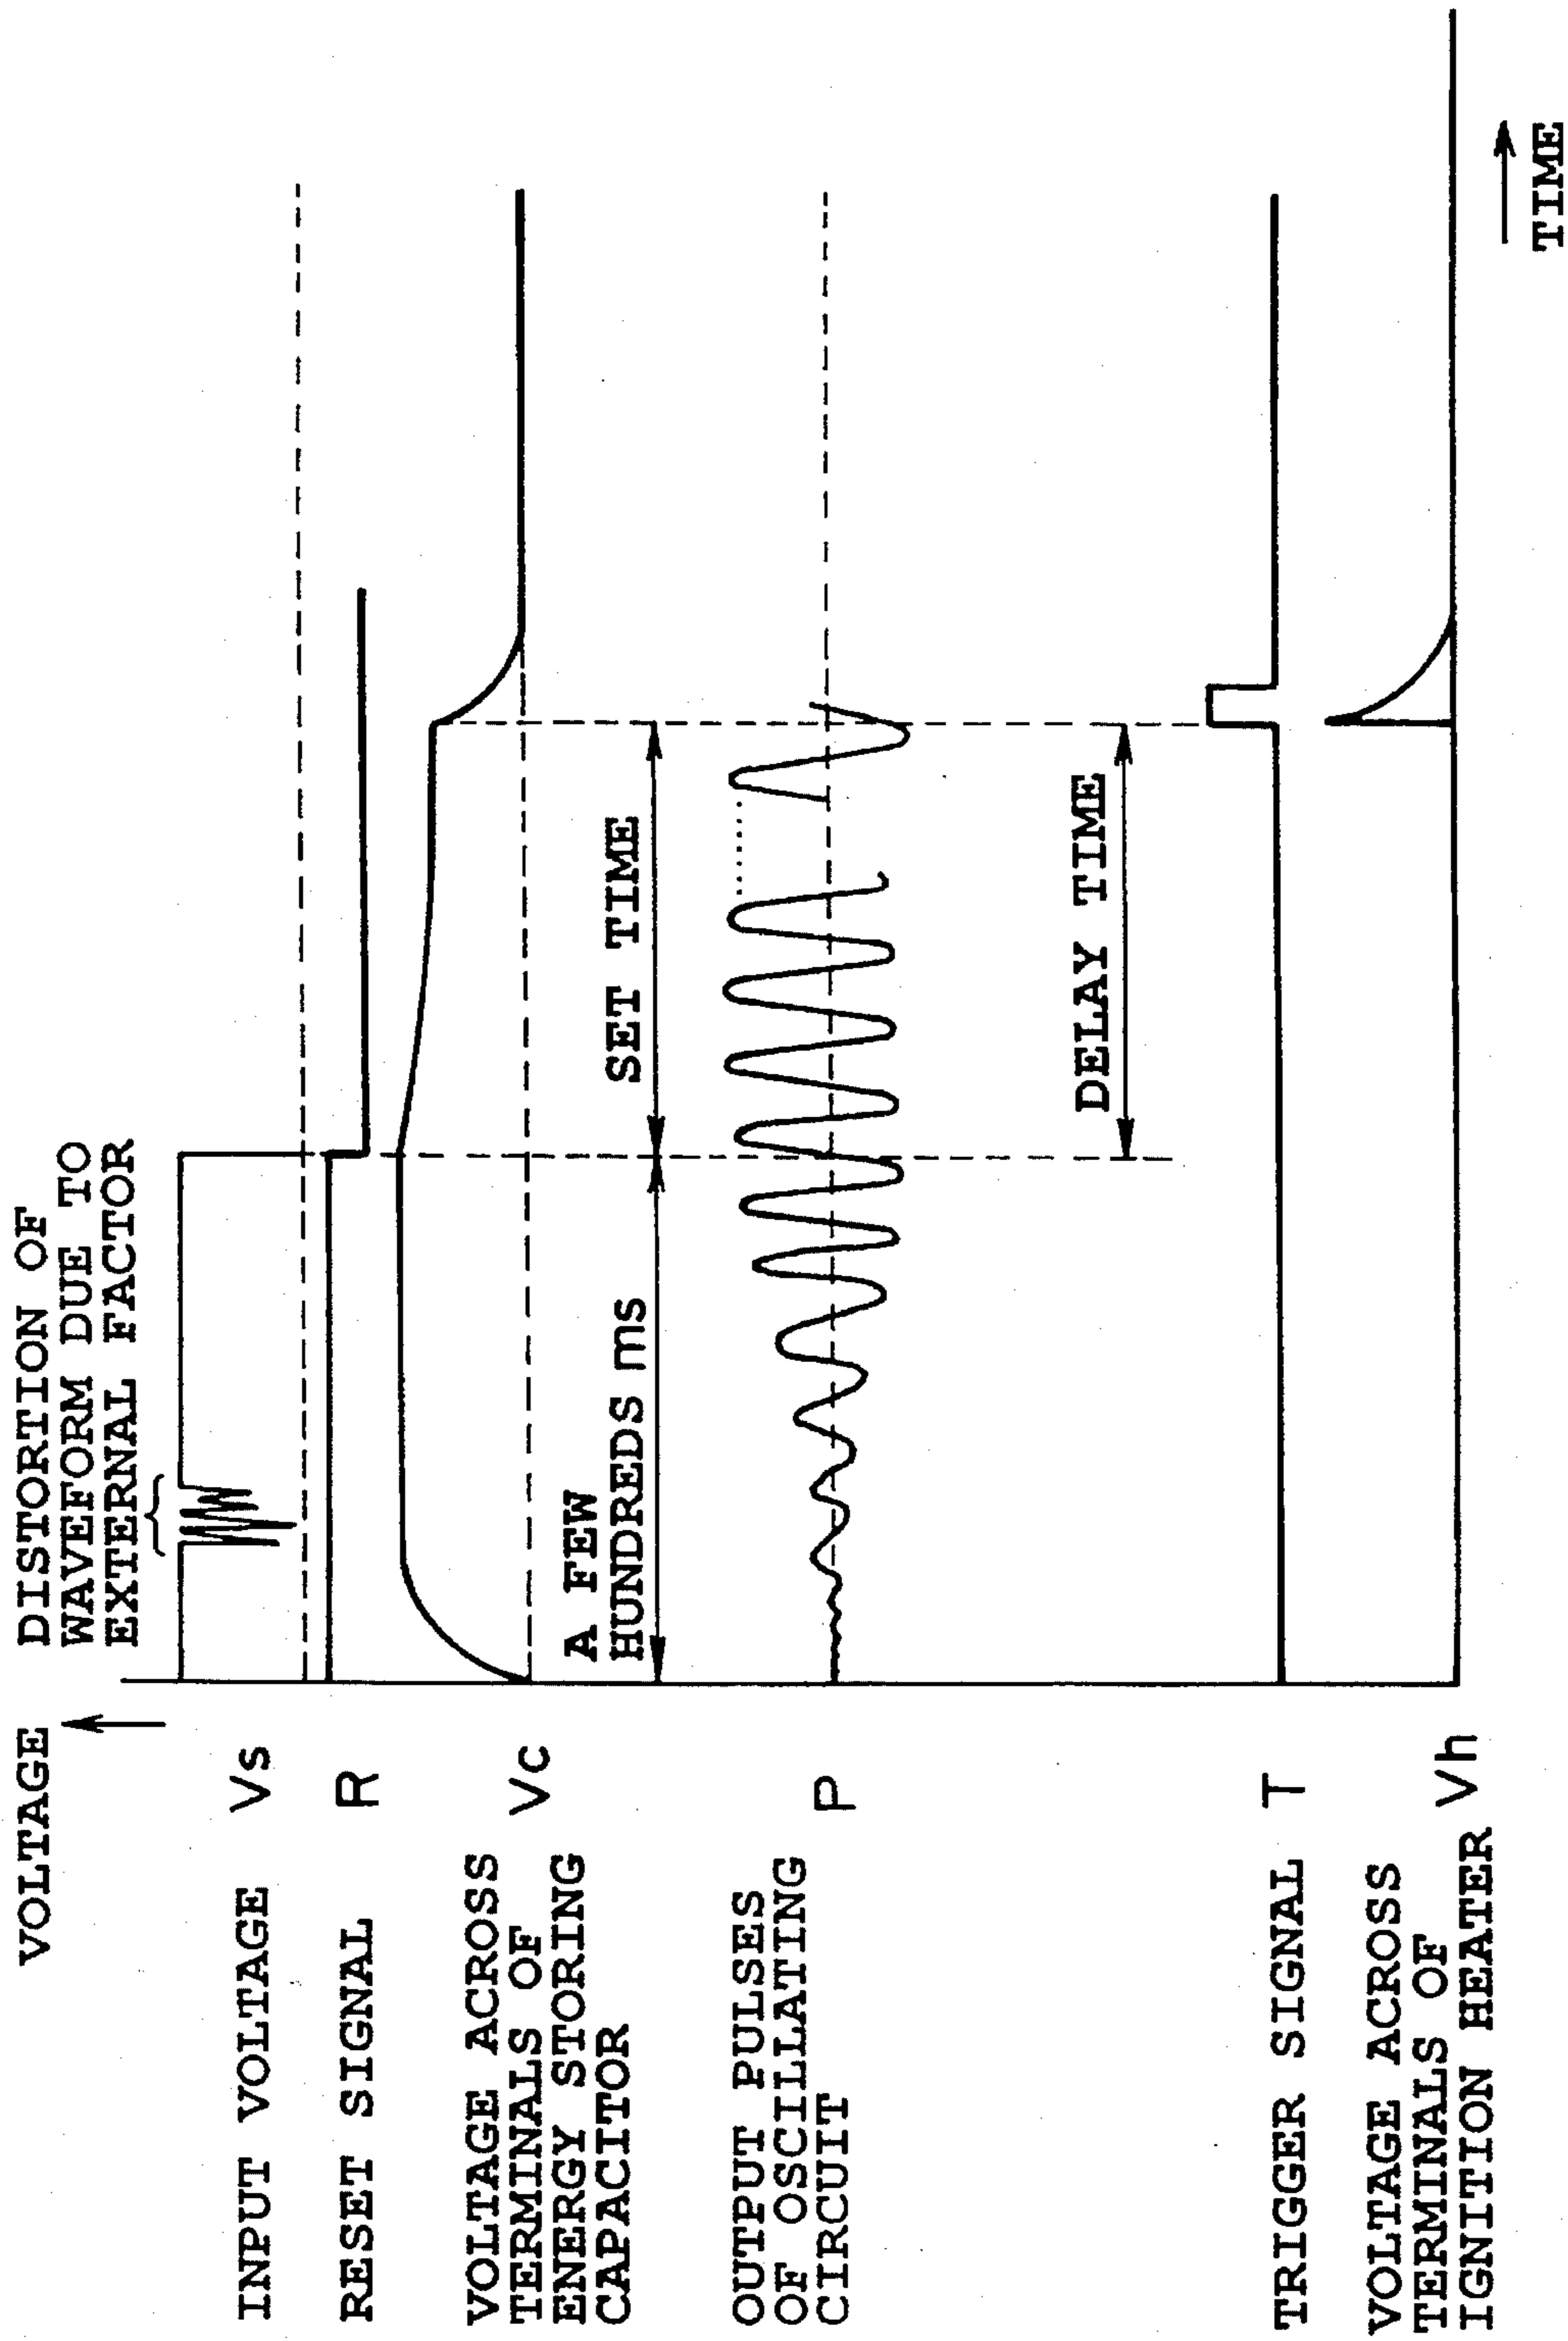 VOLTAGE
DISTORTION OF
WAVEFORM DUE TO
EXTERNAL FACTOR
INPUT VOLTAGE Vs
RESET SIGNAL R
VOLTAGE ACROSS
TERMINALS OF
ENERGY STORING
CAPACITOR
Vc
A FEW
HUNDREDS ms
SET TIME
OUTPUT PULSES
OF OSCILLATING
CIRCUIT
P
DELAY TIME
TRIGGER SIGNAL T
VOLTAGE ACROSS
TERMINALS OF
IGNITION HEATER
Vh
TIME